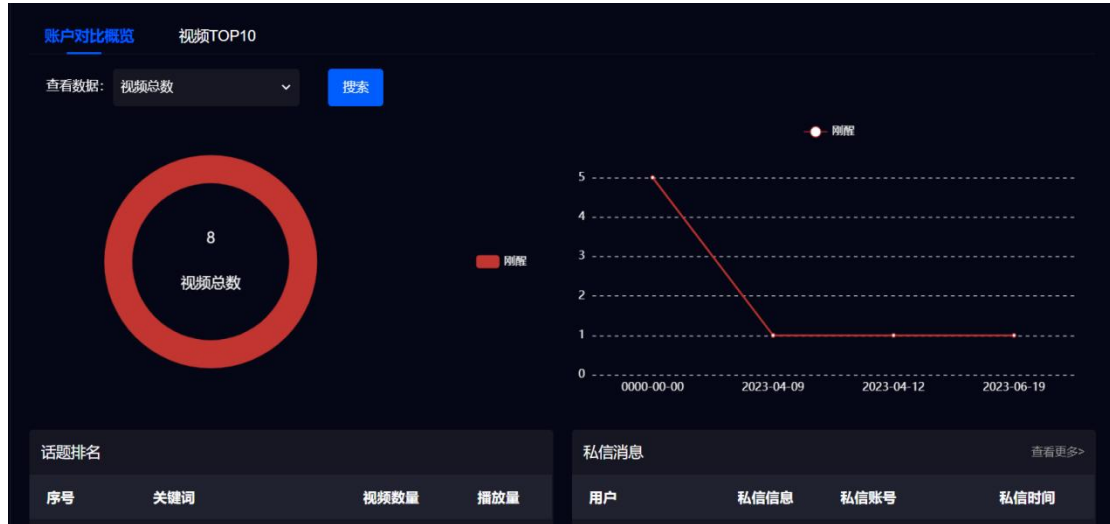 账户对比概览 视频TOP10
查看数据: 视频总数 搜索
刚醒
8
视频总数
刚醒
5
4
3
2
1
0
0000-00-00 2023-04-09 2023-04-12 2023-06-19
话题排名
序号 关键词 视频数量 播放量
私信消息 查看更多>
用户 私信信息 私信账号 私信时间